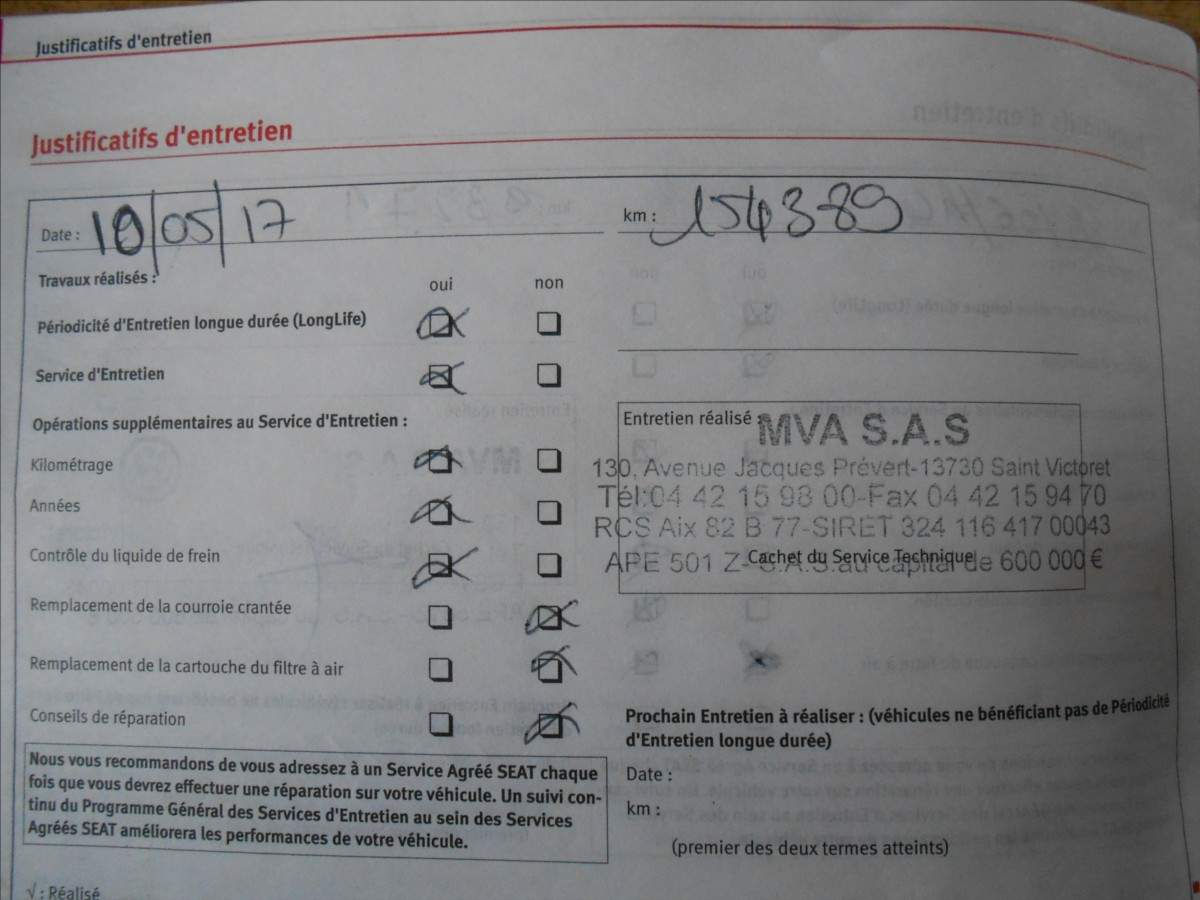 Justificatifs d'entretien
Justificatifs d'entretien
Date : 10/05/17
km : 154389
Travaux réalisés :
oui non
Périodicité d'Entretien longue durée (LongLife)
Service d'Entretien
Opérations supplémentaires au Service d'Entretien :
Kilométrage
Années
Contrôle du liquide de frein
Remplacement de la courroie crantée
Remplacement de la cartouche du filtre à air
Conseils de réparation
Nous vous recommandons de vous adressez à un Service Agréé SEAT chaque
fois que vous devrez effectuer une réparation sur votre véhicule. Un suivi con-
tinu du Programme Général des Services d'Entretien au sein des Services
Agréés SEAT améliorera les performances de votre véhicule.
√ : Réalisé
Entretien réalisé :
MVA S.A.S
130, Avenue Jacques Prévert-13730 Saint Victoret
Tél:04 42 15 98 00-Fax 04 42 15 94 70
RCS Aix 82 B 77-SIRET 324 116 417 00043
APE 501 Z- S.A.S.au capital de 600 000 €
Cachet du Service Technique
Prochain Entretien à réaliser : (véhicules ne bénéficiant pas de Périodicité
d'Entretien longue durée)
Date :
km :
(premier des deux termes atteints)